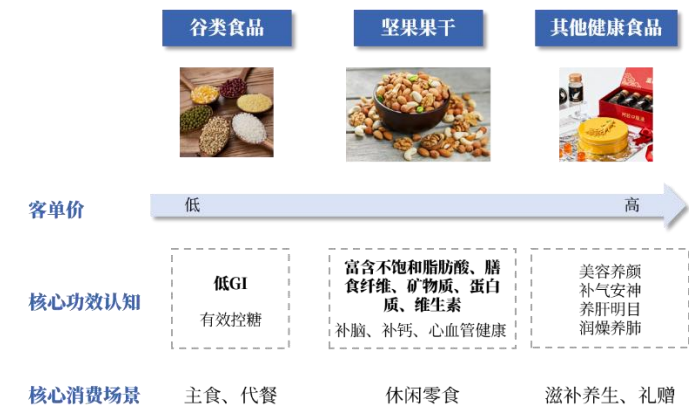 谷类食品
坚果果干
其他健康食品
客单价
低
高
核心功效认知
低GI
有效控糖
富含不饱和脂肪酸、膳
食纤维、矿物质、蛋白
质、维生素
补脑、补钙、心血管健康
美容养颜
补气安神
养肝明目
润燥养肺
核心消费场景
主食、代餐
休闲零食
滋补养生、礼赠